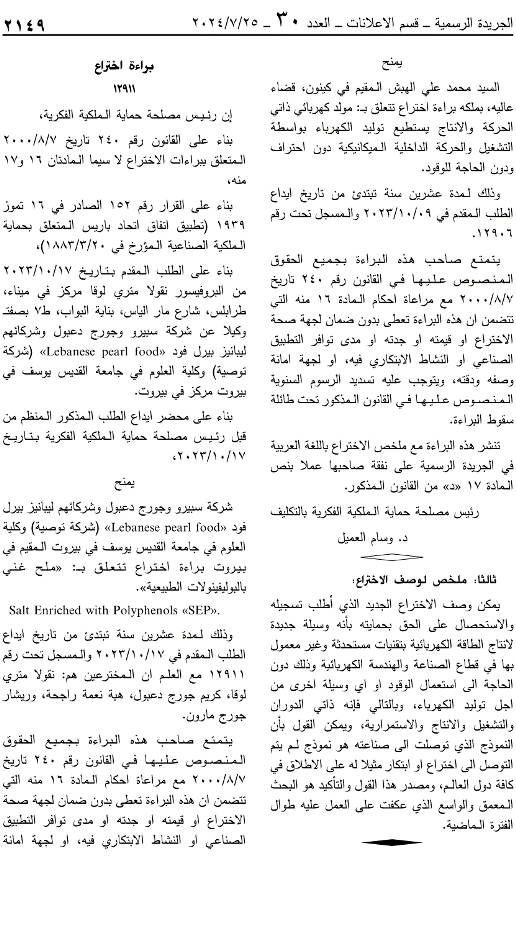 الجريدة الرسمية ــ قسم الاعلانات ــ العدد ٣٠ ــ ٢٠٢٤/٧/٢٥
٢١٤٩
يمنح
السيد محمد علي الهبش المقيم في كيفون، قضاء
عاليه، بملكه براءة اختراع تتعلق بـ: مولد كهربائي ذاتي
الحركة والانتاج يستطيع توليد الكهرباء بواسطة
التشغيل والحركة الداخلية الميكانيكية دون احتراف
ودون الحاجة للوقود.
وذلك لمدة عشرين سنة تبتدئ من تاريخ ايداع
الطلب المقدم في ٢٠٢٣/١٠/٠٩ والمسجل تحت رقم
١٢٩٠٦.
يتمتع صاحب هذه البراءة بجميع الحقوق
المنصوص عليها في القانون رقم ٢٤٠ تاريخ
٢٠٠٠/٨/٧ مع مراعاة احكام المادة ١٦ منه التي
تتضمن ان هذه البراءة تعطى بدون ضمان لجهة صحة
الاختراع او قيمته او جدته او مدى توافر التطبيق
الصناعي او النشاط الابتكاري فيه، او لجهة امانة
وصفه ودقته، ويتوجب عليه تسديد الرسوم السنوية
المنصوص عليها في القانون المذكور تحت طائلة
سقوط البراءة.
تنشر هذه البراءة مع ملخص الاختراع باللغة العربية
في الجريدة الرسمية على نفقة صاحبها عملا بنص
المادة ١٧ «د» من القانون المذكور.
رئيس مصلحة حماية الملكية الفكرية بالتكليف
د. وسام العميل
ثالثا: ملخص لوصف الاختراع:
يمكن وصف الاختراع الجديد الذي أطلب تسجيله
والاستحصال على الحق بحمايته بأنه وسيلة جديدة
لانتاج الطاقة الكهربائية بتقنيات مستحدثة وغير معمول
بها في قطاع الصناعة والهندسة الكهربائية وذلك دون
الحاجة الى استعمال الوقود او اي وسيلة اخرى من
اجل توليد الكهرباء، وبالتالي فإنه ذاتي الدوران
والتشغيل والانتاج والاستمرارية، ويمكن القول بأن
النموذج الذي توصلت الى صناعته هو نموذج لم يتم
التوصل الى اختراع او ابتكار مثيلا له على الاطلاق في
كافة دول العالم، ومصدر هذا القول والتأكيد هو البحث
المعمق والواسع الذي عكفت على العمل عليه طوال
الفترة الماضية.
براءة اختراع
١٢٩١١
إن رئيس مصلحة حماية الملكية الفكرية،
بناء على القانون رقم ٢٤٠ تاريخ ٢٠٠٠/٨/٧
المتعلق ببراءات الاختراع لا سيما المادتان ١٦ و١٧
منه،
بناء على القرار رقم ١٥٢ الصادر في ١٦ تموز
١٩٣٩ (تطبيق اتفاق اتحاد باريس المتعلق بحماية
الملكية الصناعية المؤرخ في ١٨٨٣/٣/٢٠)،
بناء على الطلب المقدم بتاريخ ٢٠٢٣/١٠/١٧
من البروفيسور نقولا متري لوقا مركز في ميناء،
طرابلس، شارع مار الياس، بناية البواب، ط٧ بصفته
وكيلا عن شركة سبيرو وجورج دعبول وشركائهم
ليبانيز بيرل فود «Lebanese pearl food» (شركة
توصية) وكلية العلوم في جامعة القديس يوسف في
بيروت مركز في بيروت.
بناء على محضر ايداع الطلب المذكور المنظم من
قبل رئيس مصلحة حماية الملكية الفكرية بتاريخ
٢٠٢٣/١٠/١٧،
يمنح
شركة سبيرو وجورج دعبول وشركائهم ليبانيز بيرل
فود «Lebanese pearl food» (شركة توصية) وكلية
العلوم في جامعة القديس يوسف في بيروت المقيم في
بيروت براءة اختراع تتعلق بـ: «ملح غني
بالبوليفينولات الطبيعية».
Salt Enriched with Polyphenols «SEP».
وذلك لمدة عشرين سنة تبتدئ من تاريخ ايداع
الطلب المقدم في ٢٠٢٣/١٠/١٧ والمسجل تحت رقم
١٢٩١١ مع العلم ان المخترعين هم: نقولا متري
لوقا، كريم جورج دعبول، هبة نعمة راجحة، وريشار
جورج مارون.
يتمتع صاحب هذه البراءة بجميع الحقوق
المنصوص عليها في القانون رقم ٢٤٠ تاريخ
٢٠٠٠/٨/٧ مع مراعاة احكام المادة ١٦ منه التي
تتضمن ان هذه البراءة تعطى بدون ضمان لجهة صحة
الاختراع او قيمته او جدته او مدى توافر التطبيق
الصناعي او النشاط الابتكاري فيه، او لجهة امانة